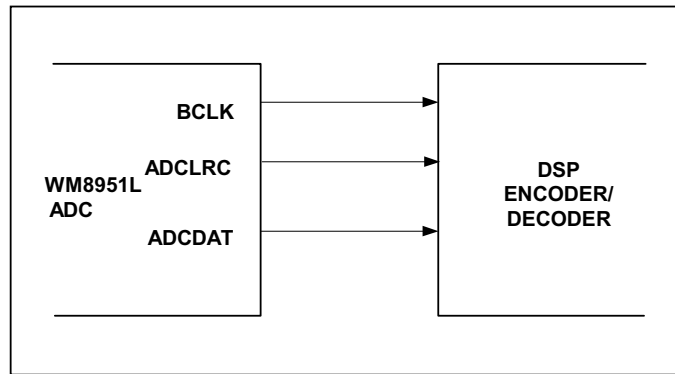 BCLK
ADCLRC
WM8951L
ADC
ADCDAT
DSP
ENCODER/
DECODER